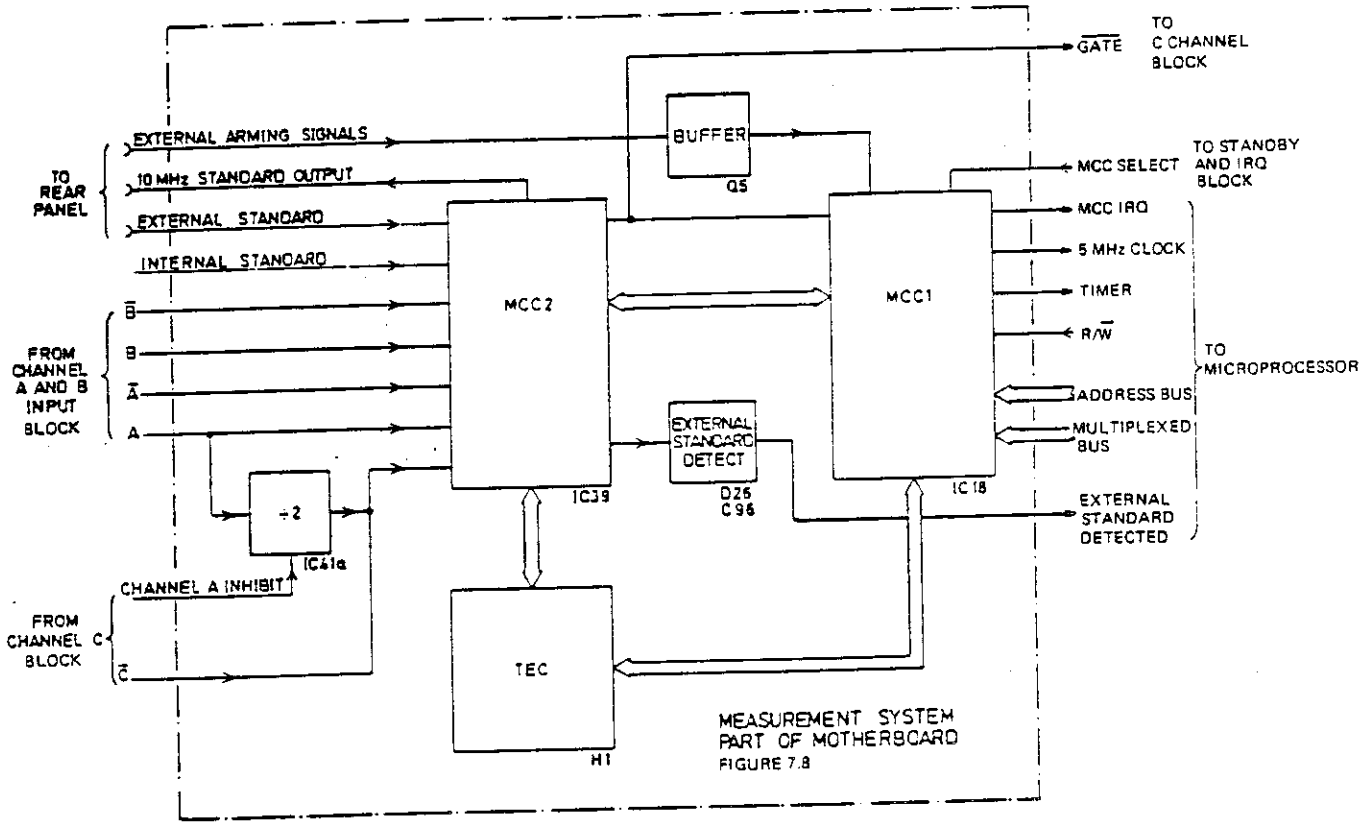 TO
C CHANNEL
BLOCK
G̅A̅T̅E̅
EXTERNAL ARMING SIGNALS
BUFFER
Q5
TO
REAR
PANEL
10 MHz STANDARD OUTPUT
EXTERNAL STANDARD
INTERNAL STANDARD
MCC SELECT
TO STANDBY
AND IRQ
BLOCK
MCC IRQ
5 MHz CLOCK
TIMER
R/W̅
ADDRESS BUS
MULTIPLEXED
BUS
TO
MICROPROCESSOR
EXTERNAL
STANDARD
DETECTED
MCC2
IC39
MCC1
IC18
FROM
CHANNEL
A AND B
INPUT
BLOCK
B̅
B
A̅
A
EXTERNAL
STANDARD
DETECT
D26
C96
÷2
IC41a
CHANNEL A INHIBIT
FROM
CHANNEL C
BLOCK
C̅
TEC
H1
MEASUREMENT SYSTEM
PART OF MOTHERBOARD
FIGURE 7.8